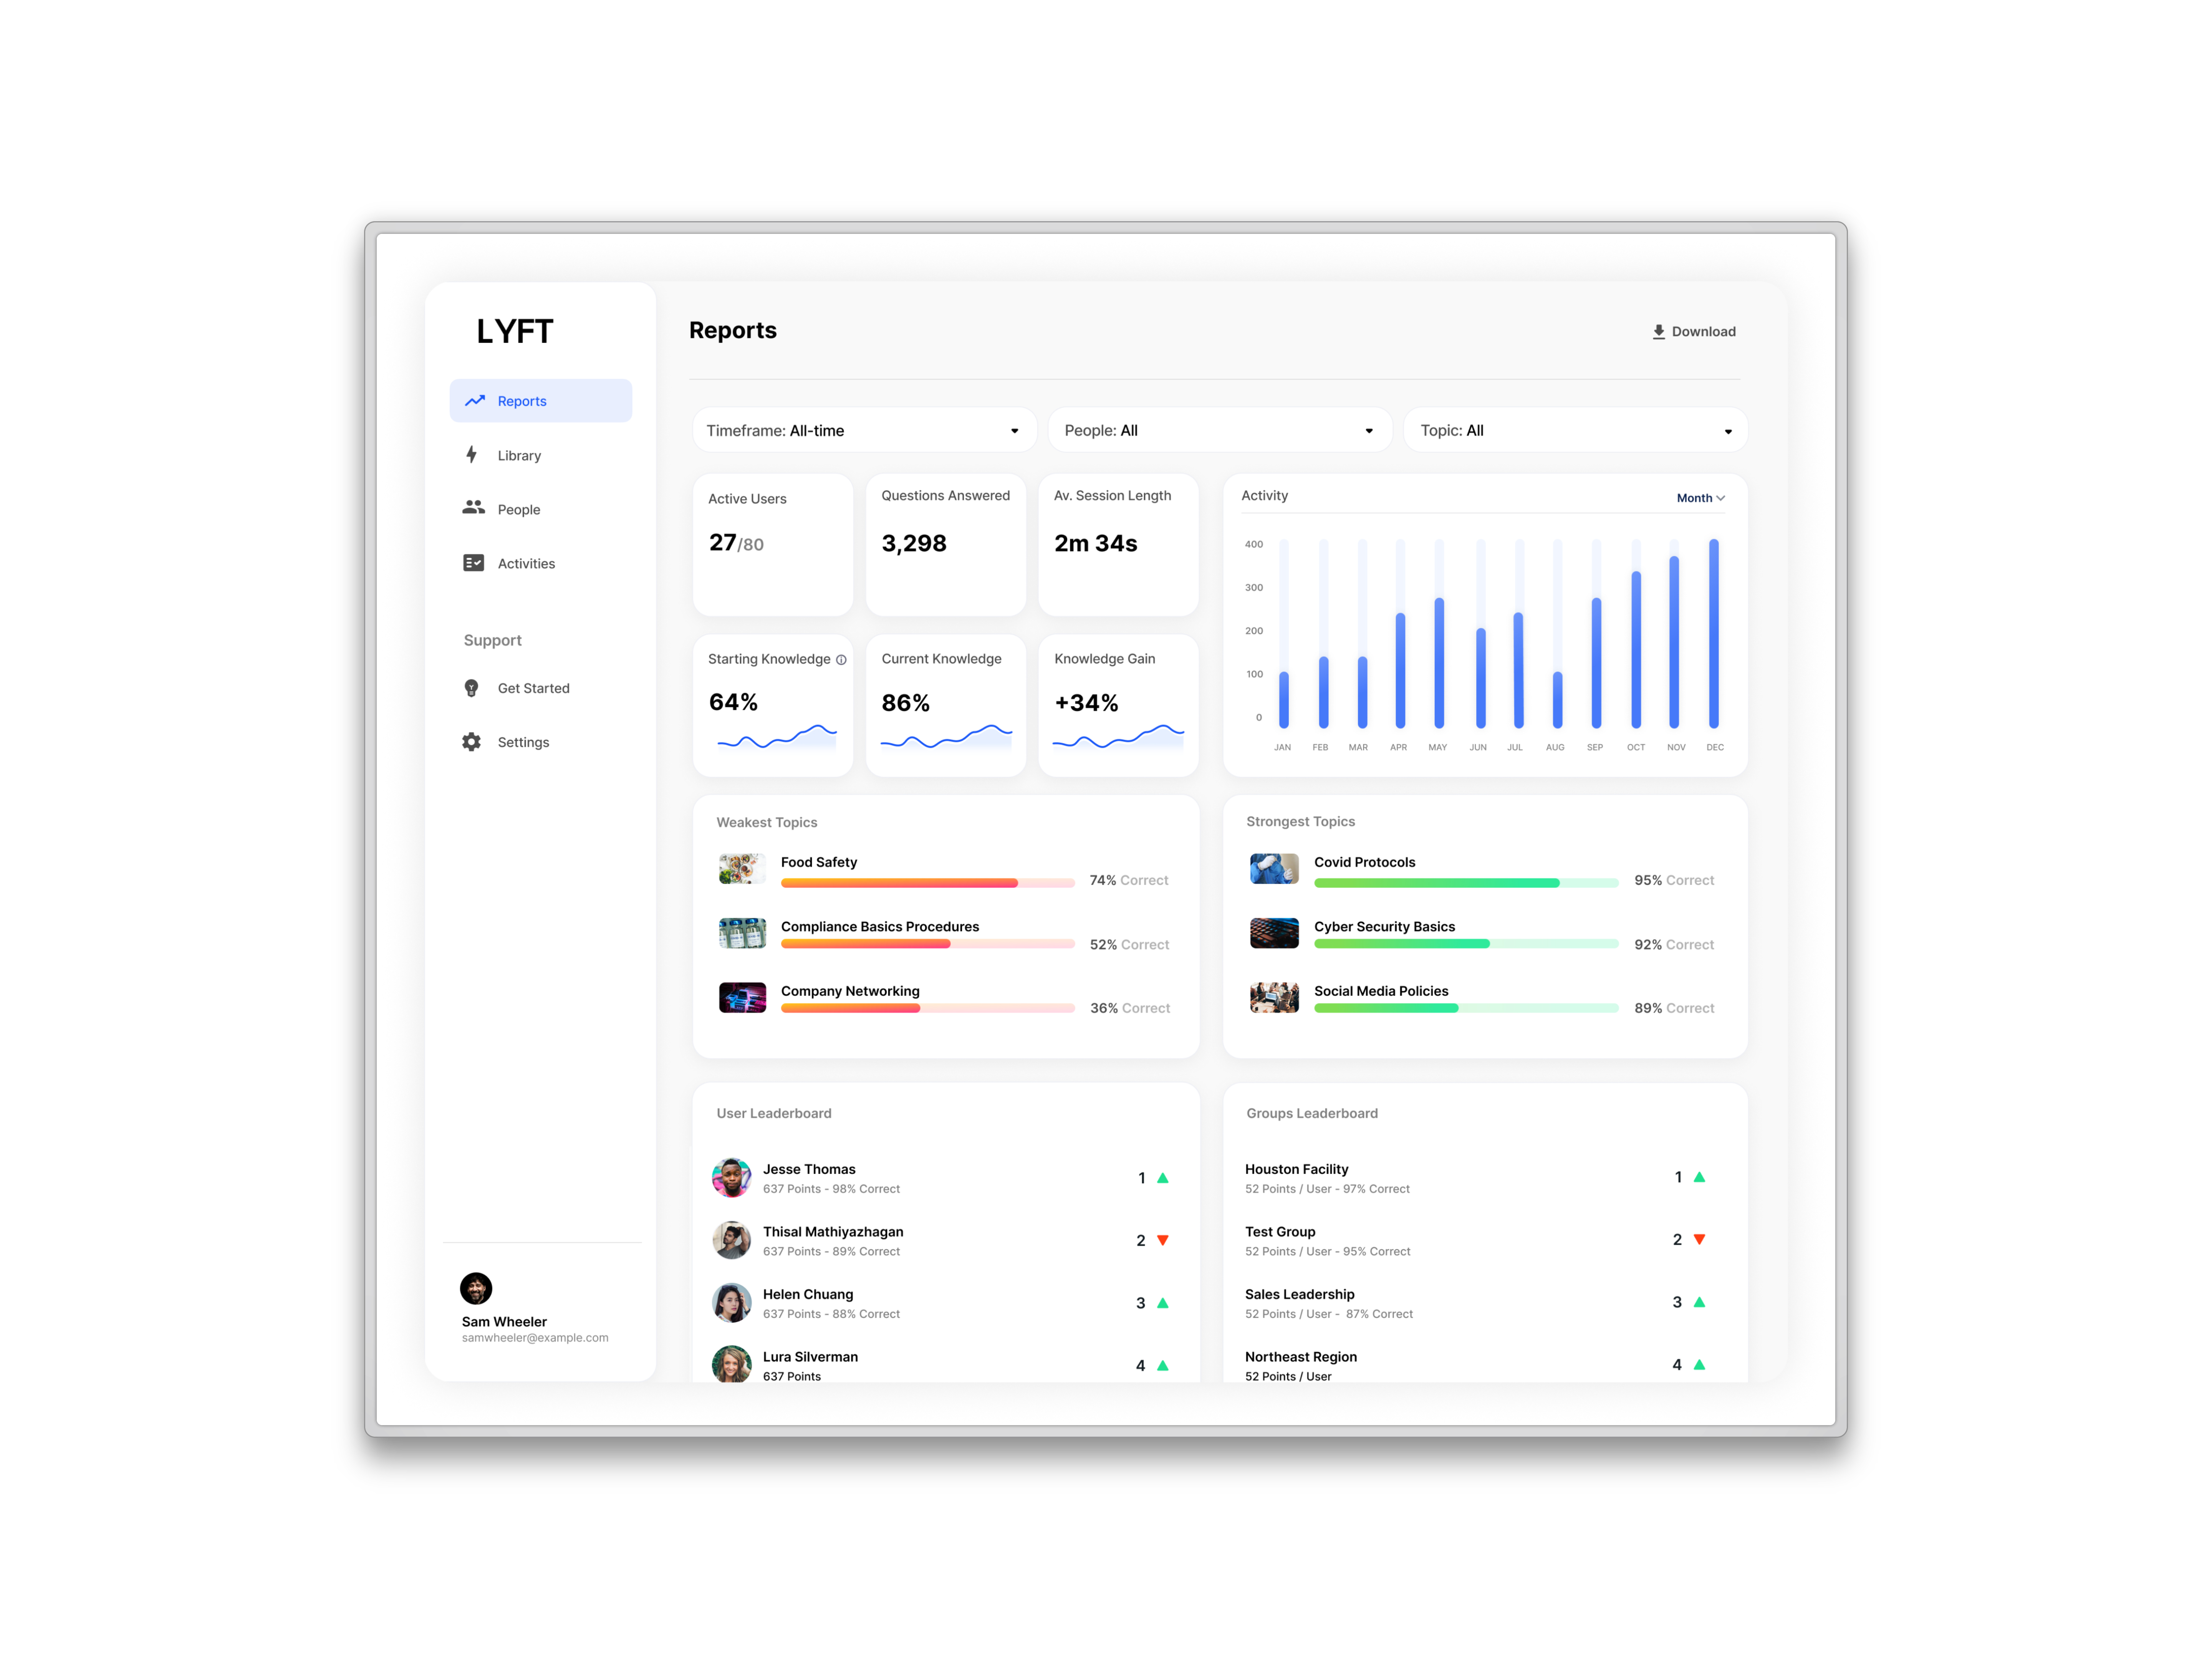 LYFT
Reports
Library
People
Activities
Support
Get Started
Settings
Sam Wheeler
samwheeler@example.com
Reports
Download
Timeframe: All-time
People: All
Topic: All
Active Users
27/80
Questions Answered
3,298
Av. Session Length
2m 34s
Starting Knowledge
64%
Current Knowledge
86%
Knowledge Gain
+34%
Activity
Month
400
300
200
100
0
JAN FEB MAR APR MAY JUN JUL AUG SEP OCT NOV DEC
Weakest Topics
Food Safety
74% Correct
Compliance Basics Procedures
52% Correct
Company Networking
36% Correct
Strongest Topics
Covid Protocols
95% Correct
Cyber Security Basics
92% Correct
Social Media Policies
89% Correct
User Leaderboard
Jesse Thomas
637 Points - 98% Correct
1
Thisal Mathiyazhagan
637 Points - 89% Correct
2
Helen Chuang
637 Points - 88% Correct
3
Lura Silverman
637 Points
4
Groups Leaderboard
Houston Facility
52 Points / User - 97% Correct
1
Test Group
52 Points / User - 95% Correct
2
Sales Leadership
52 Points / User - 87% Correct
3
Northeast Region
52 Points / User
4